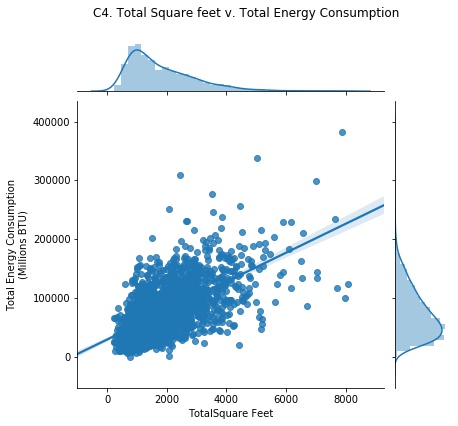 C4. Total Square feet v. Total Energy Consumption
400000
300000
200000
100000
0
Total Energy Consumption
(Millions BTU)
0 2000 4000 6000 8000
TotalSquare Feet